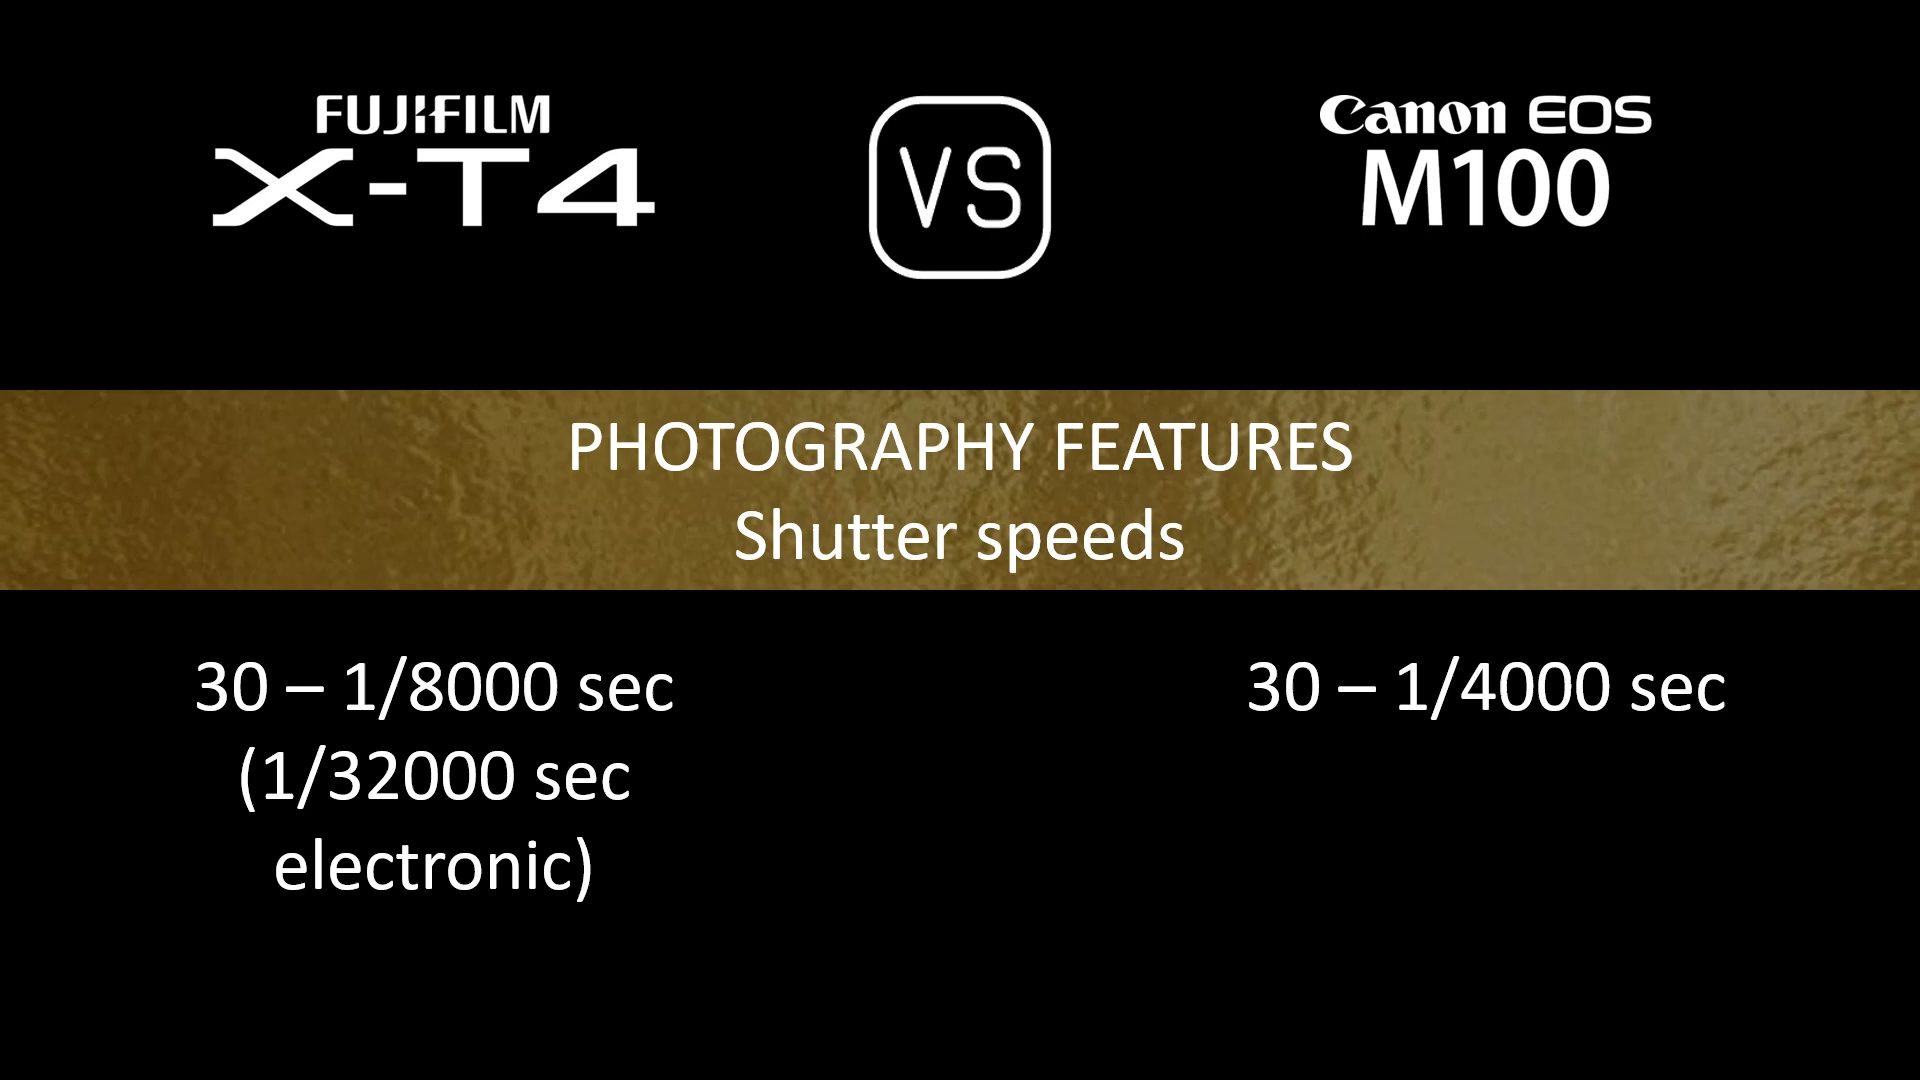 FUJIFILM
X-T4
VS
Canon EOS
M100
PHOTOGRAPHY FEATURES
Shutter speeds
30 – 1/8000 sec
(1/32000 sec
electronic)
30 – 1/4000 sec